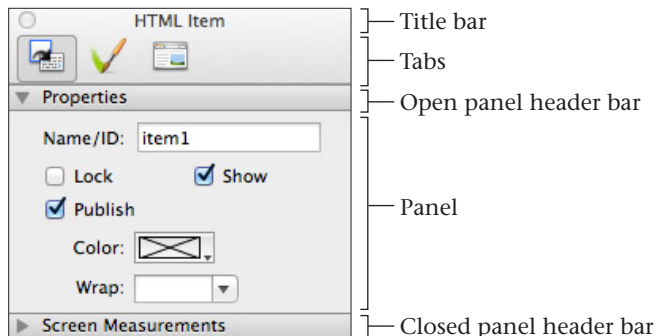 HTML Item
Title bar
Tabs
Properties
Open panel header bar
Name/ID: item1
Lock
Show
Publish
Panel
Color:
Wrap:
Screen Measurements
Closed panel header bar